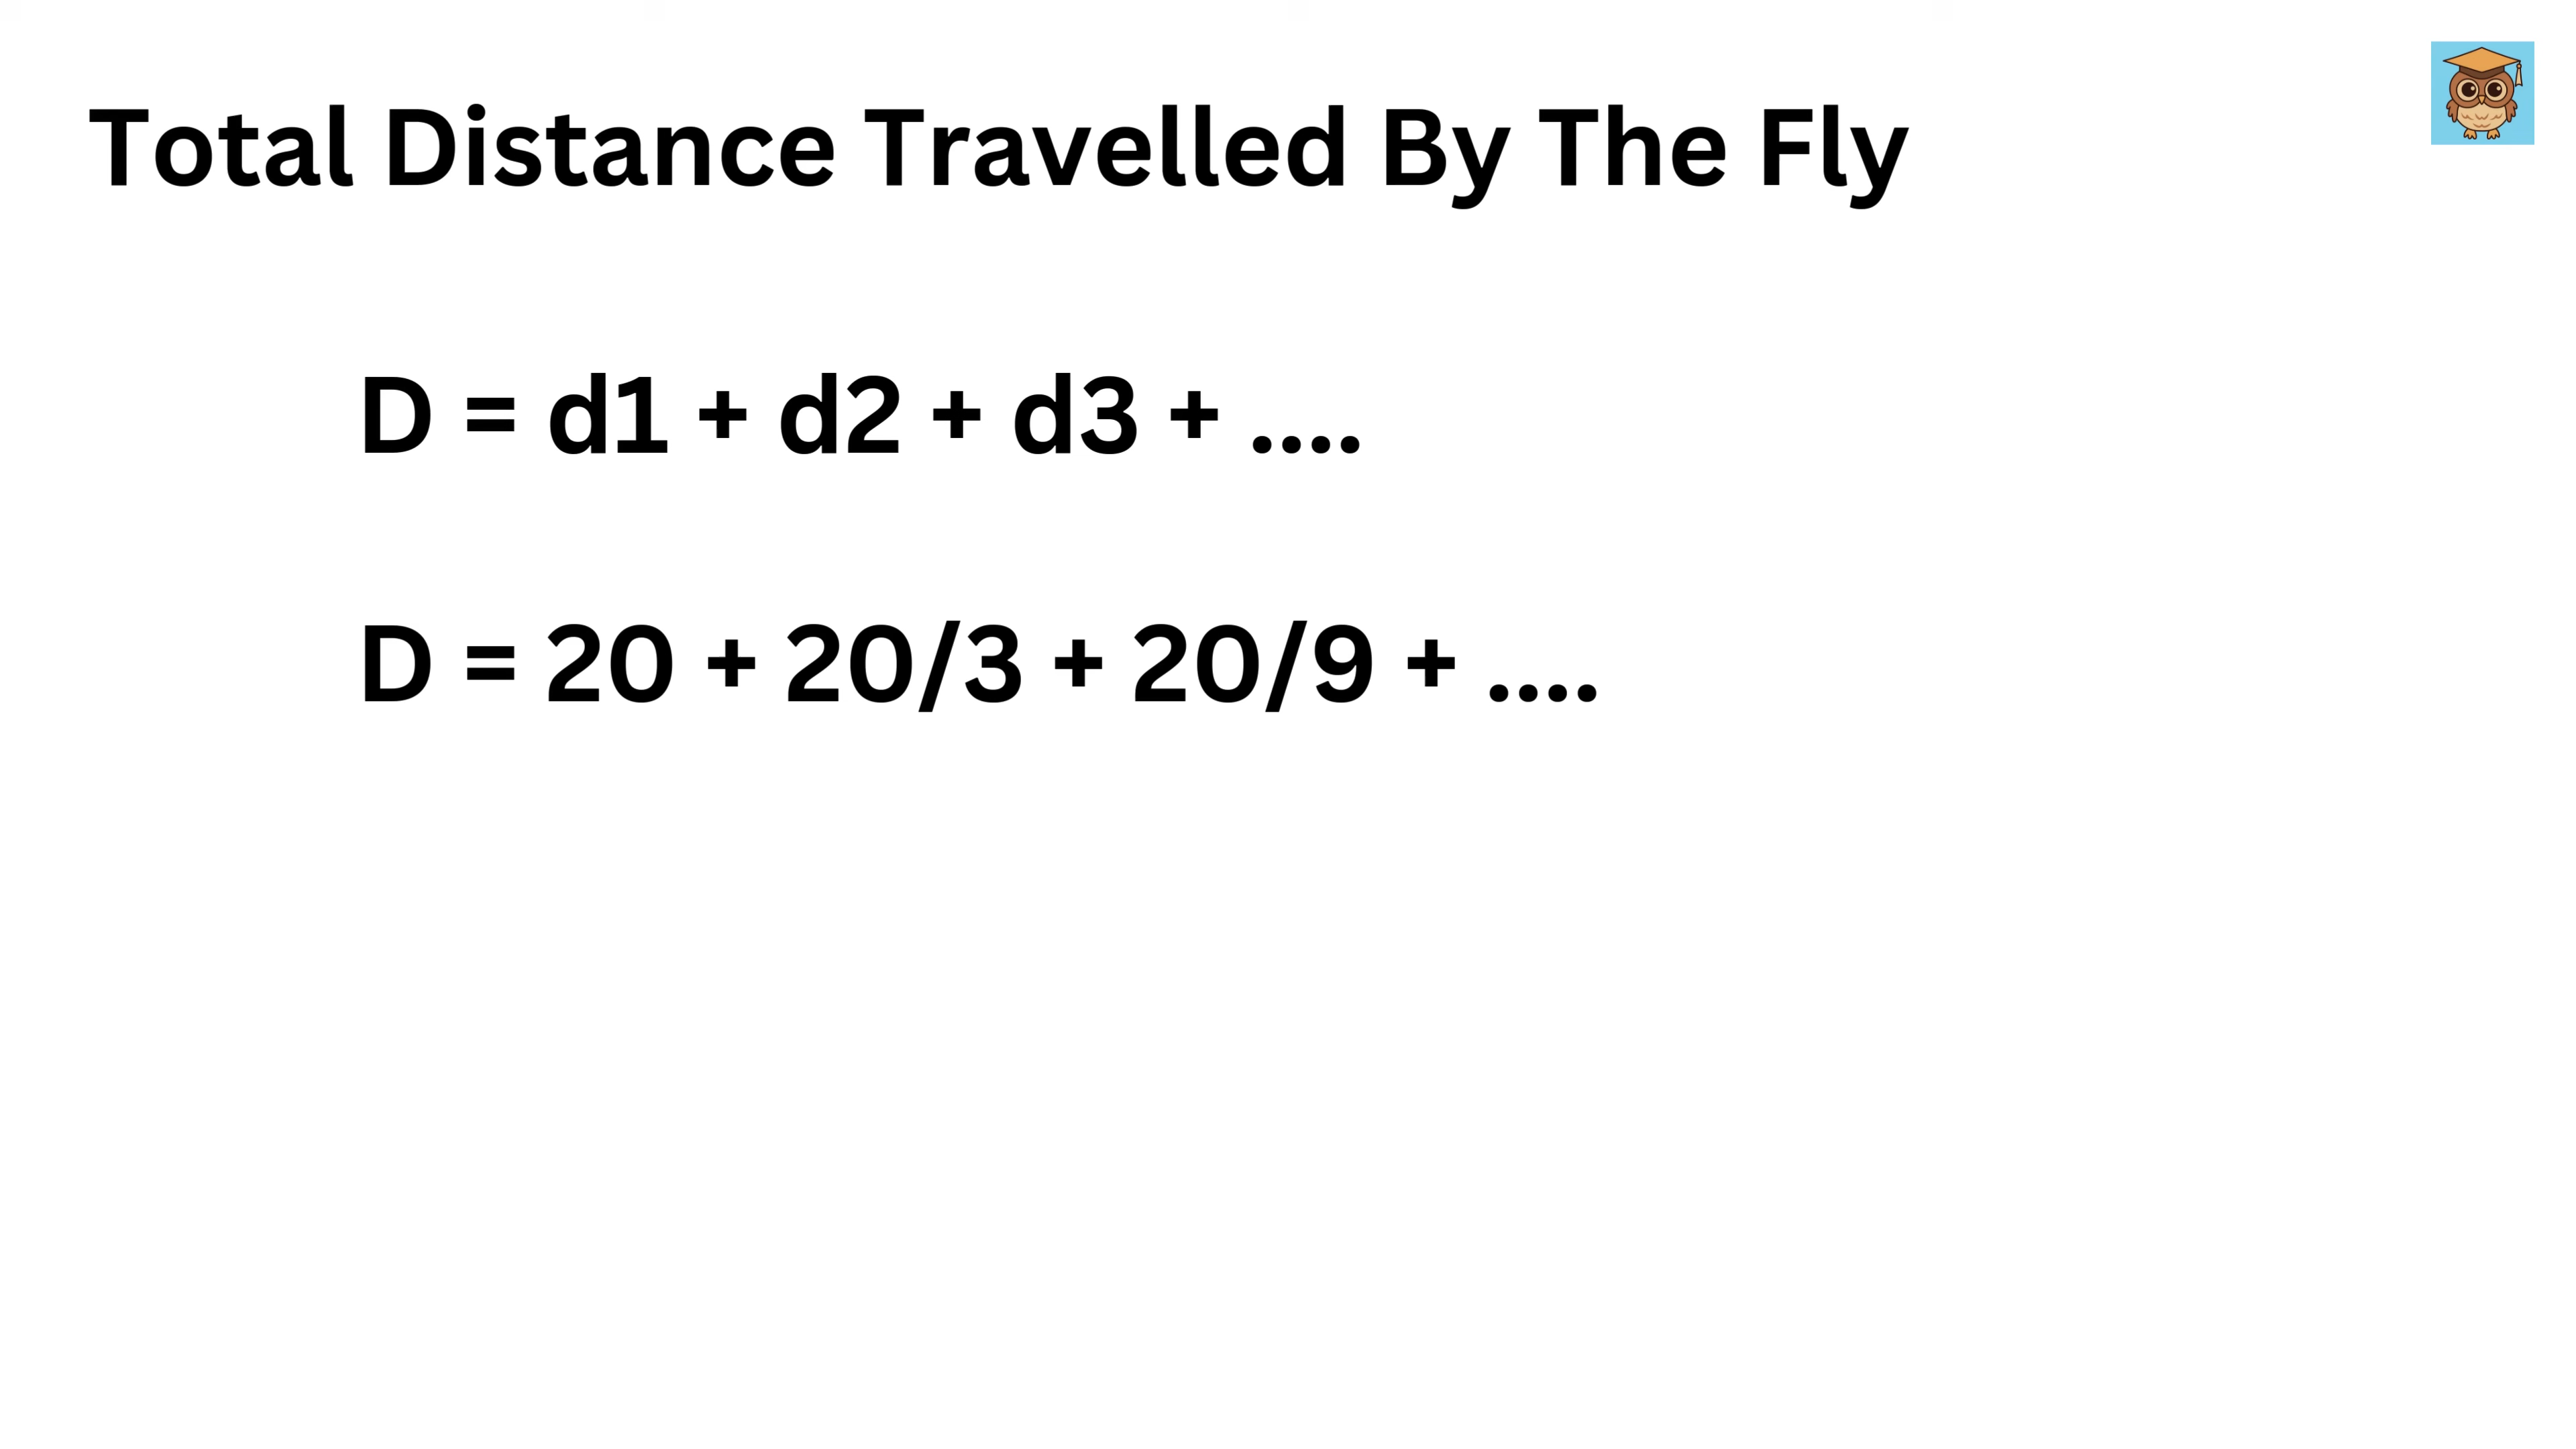 Total Distance Travelled By The Fly
D = d1 + d2 + d3 + ....
D = 20 + 20/3 + 20/9 + ....